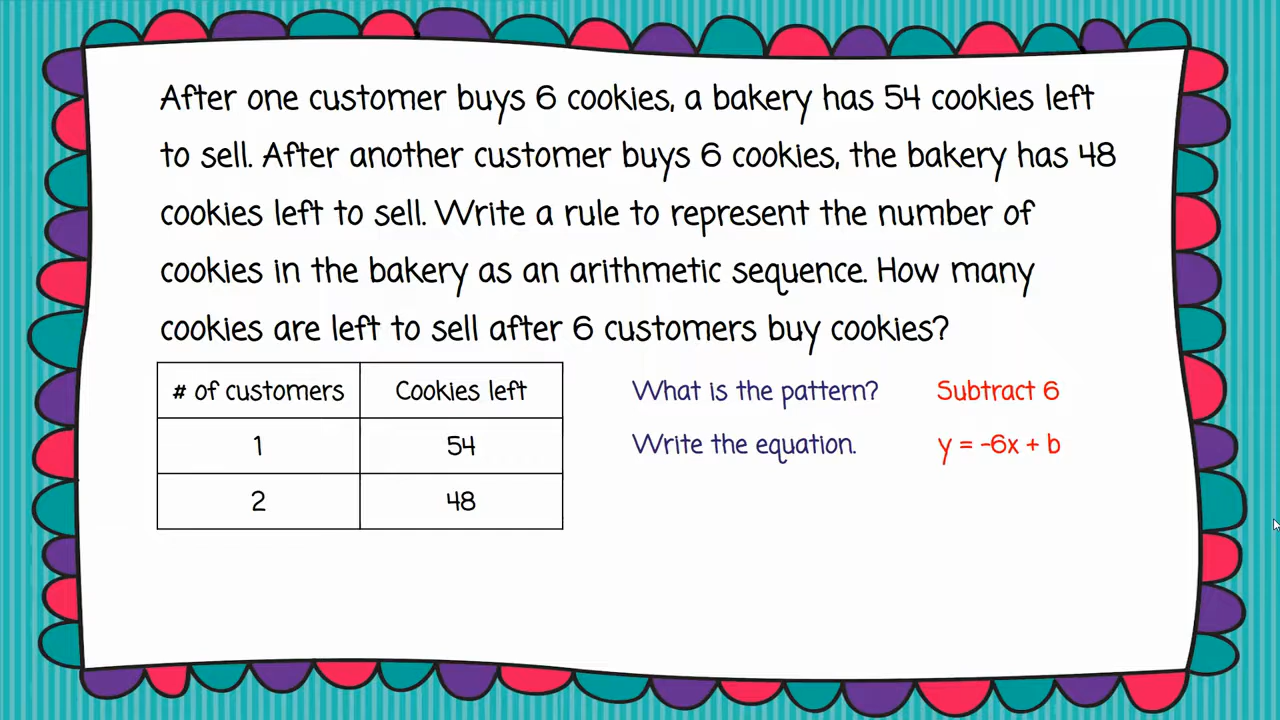 After one customer buys 6 cookies, a bakery has 54 cookies left
to sell. After another customer buys 6 cookies, the bakery has 48
cookies left to sell. Write a rule to represent the number of
cookies in the bakery as an arithmetic sequence. How many
cookies are left to sell after 6 customers buy cookies?
# of customers Cookies left
1 54
2 48
What is the pattern? Subtract 6
Write the equation. y = -6x + b